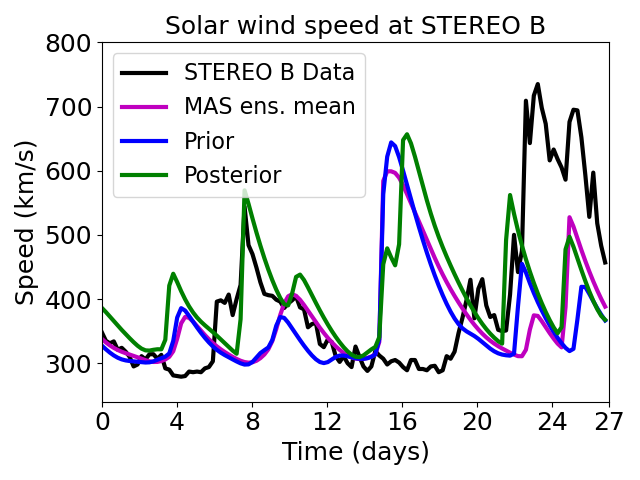 Solar wind speed at STEREO B
800
700
600
500
400
300
Speed (km/s)
STEREO B Data
MAS ens. mean
Prior
Posterior
0 4 8 12 16 20 24 27
Time (days)